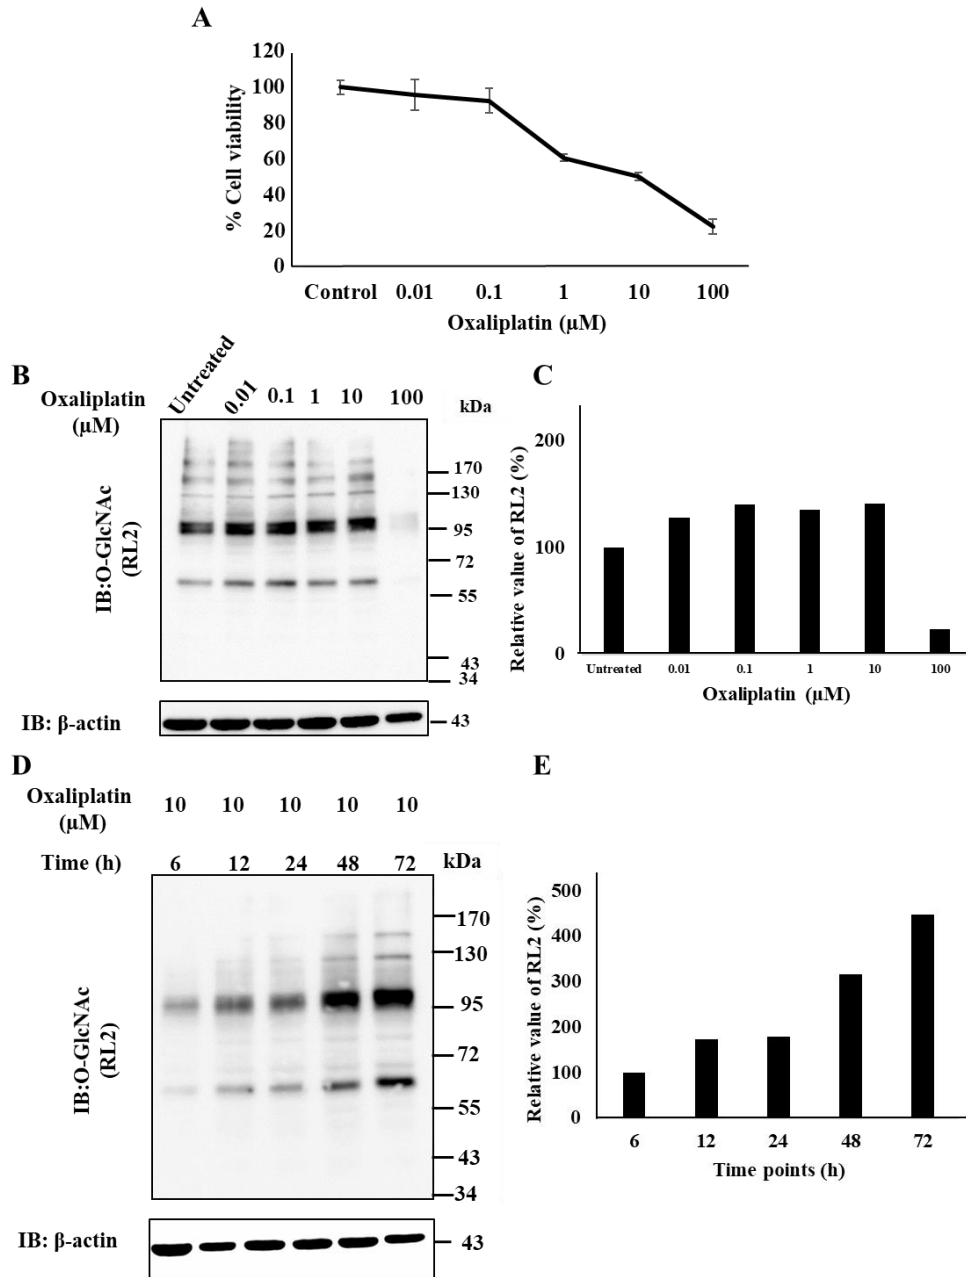 A
% Cell viability
120
100
80
60
40
20
0
Control 0.01 0.1 1 10 100
Oxaliplatin (μM)
B
Oxaliplatin
(μM)
Untreated 0.01 0.1 1 10 100
kDa
IB:O-GlcNAc
(RL2)
170
130
95
72
55
43
34
IB: β-actin
43
C
Relative value of RL2 (%)
200
100
0
Untreated 0.01 0.1 1 10 100
Oxaliplatin (μM)
D
Oxaliplatin
(μM)
10 10 10 10 10
Time (h) 6 12 24 48 72 kDa
IB:O-GlcNAc
(RL2)
170
130
95
72
55
43
34
IB: β-actin
43
E
Relative value of RL2 (%)
500
400
300
200
100
0
6 12 24 48 72
Time points (h)